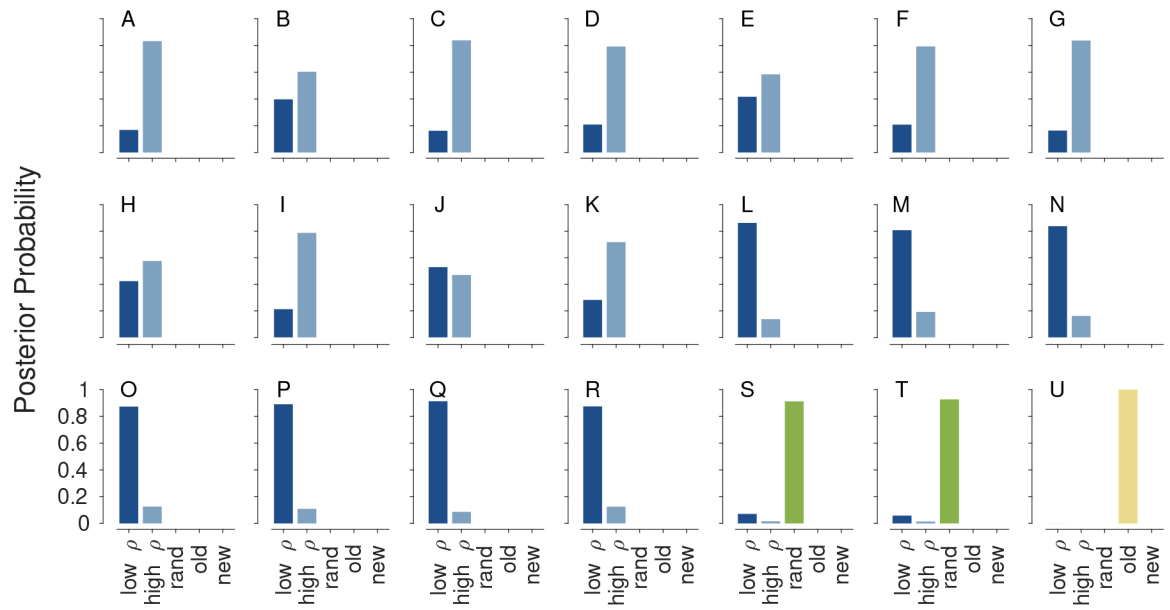 A B C D E F G
H I J K L M N
Posterior Probability
O P Q R S T U
1
0.8
0.6
0.4
0.2
0
low ρ high ρ rand old new low ρ high ρ rand old new low ρ high ρ rand old new low ρ high ρ rand old new low ρ high ρ rand old new low ρ high ρ rand old new low ρ high ρ rand old new